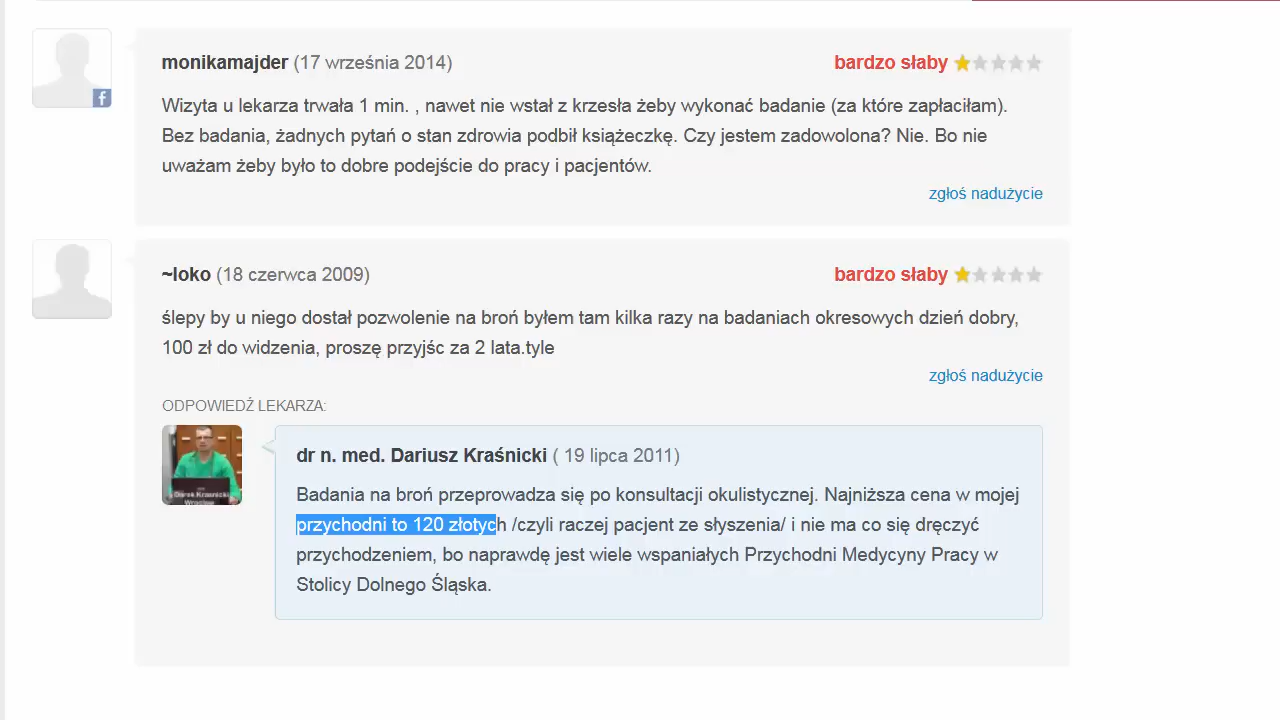 monikamajder (17 września 2014)
bardzo słaby
Wizyta u lekarza trwała 1 min. , nawet nie wstał z krzesła żeby wykonać badanie (za które zapłaciłam).
Bez badania, żadnych pytań o stan zdrowia podbił książeczkę. Czy jestem zadowolona? Nie. Bo nie
uważam żeby było to dobre podejście do pracy i pacjentów.
zgłoś nadużycie
~loko (18 czerwca 2009)
bardzo słaby
ślepy by u niego dostał pozwolenie na broń byłem tam kilka razy na badaniach okresowych dzień dobry,
100 zł do widzenia, proszę przyjśc za 2 lata.tyle
zgłoś nadużycie
ODPOWIEDŹ LEKARZA:
Darek Krasnicki
Wroclaw
dr n. med. Dariusz Kraśnicki ( 19 lipca 2011)
Badania na broń przeprowadza się po konsultacji okulistycznej. Najniższa cena w mojej
przychodni to 120 złotych /czyli raczej pacjent ze słyszenia/ i nie ma co się dręczyć
przychodzeniem, bo naprawdę jest wiele wspaniałych Przychodni Medycyny Pracy w
Stolicy Dolnego Śląska.